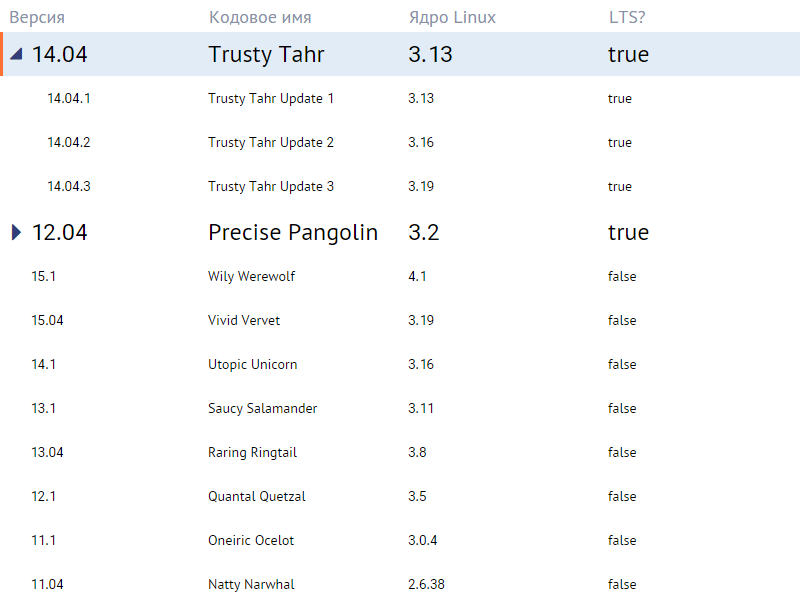 Версия Кодовое имя Ядро Linux LTS?
14.04 Trusty Tahr 3.13 true
14.04.1 Trusty Tahr Update 1 3.13 true
14.04.2 Trusty Tahr Update 2 3.16 true
14.04.3 Trusty Tahr Update 3 3.19 true
12.04 Precise Pangolin 3.2 true
15.1 Wily Werewolf 4.1 false
15.04 Vivid Vervet 3.19 false
14.1 Utopic Unicorn 3.16 false
13.1 Saucy Salamander 3.11 false
13.04 Raring Ringtail 3.8 false
12.1 Quantal Quetzal 3.5 false
11.1 Oneiric Ocelot 3.0.4 false
11.04 Natty Narwhal 2.6.38 false